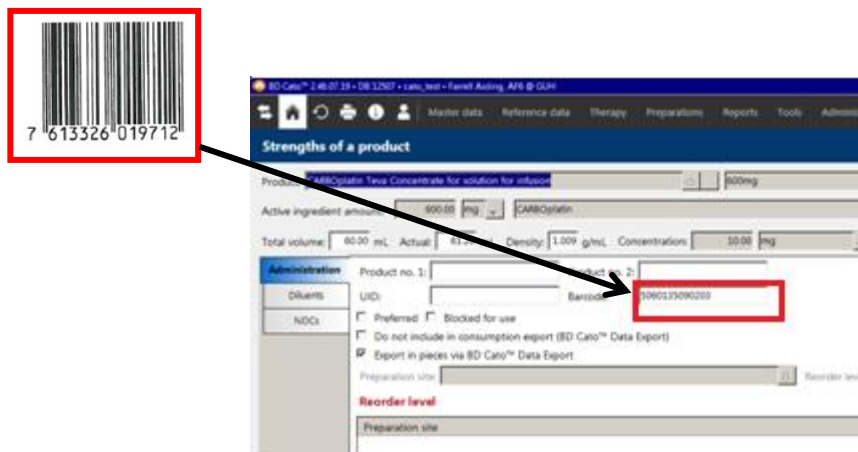 7 613326 019712
BD Cato™ 2.46.07.19 • DB 12507 • cato_test • Farrell Aisling, AFG @ GUH
Master data Reference data Therapy Preparations Reports Tools
Strengths of a product
CARBOplatin Teva Concentrate for solution for infusion 600mg
Active ingredient amount: 600.00 mg CARBOplatin
Total volume: 60.00 mL Actual: Density: 1.009 g/mL Concentration: 10.00 mg
Administration Product no. 1: Product no. 2:
Diluents UID: Barcode 5060135090203
NDCs Preferred Blocked for use
Do not include in consumption export (BD Cato™ Data Export)
Export in pieces via BD Cato™ Data Export
Preparation site Reorder
Reorder level
Preparation site